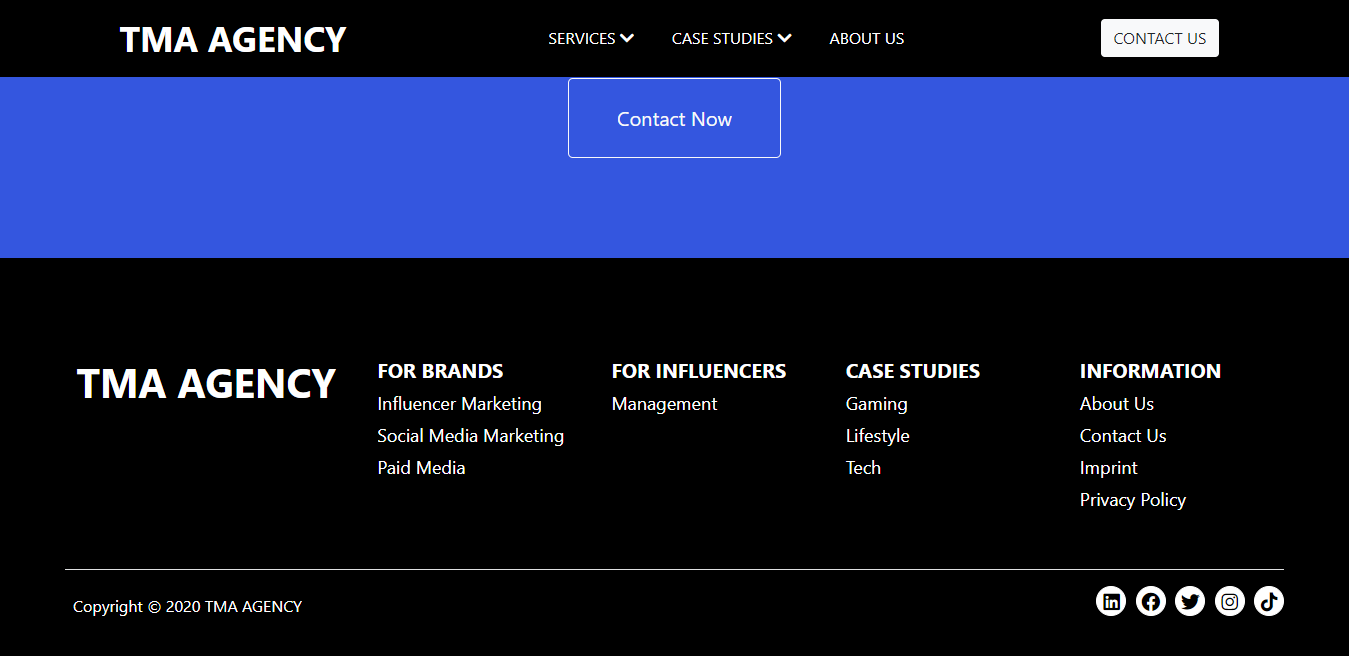 TMA AGENCY
SERVICES
CASE STUDIES
ABOUT US
CONTACT US
Contact Now
TMA AGENCY
FOR BRANDS
Influencer Marketing
Social Media Marketing
Paid Media
FOR INFLUENCERS
Management
CASE STUDIES
Gaming
Lifestyle
Tech
INFORMATION
About Us
Contact Us
Imprint
Privacy Policy
Copyright © 2020 TMA AGENCY